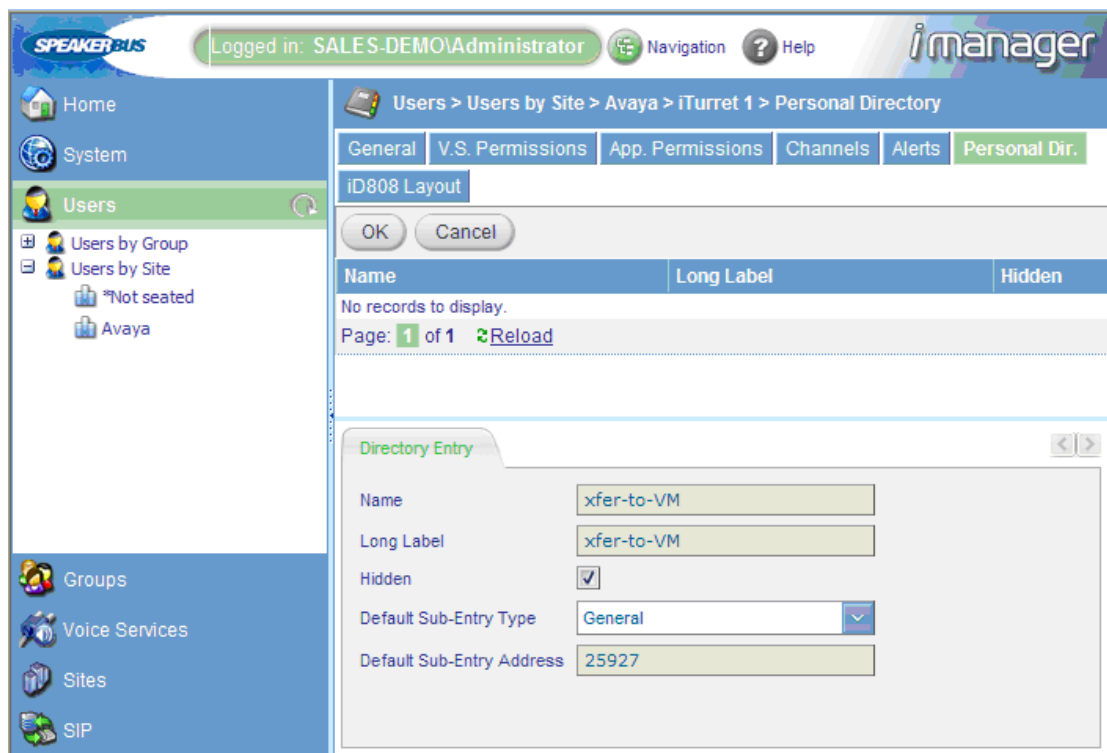 SPEAKERBUS
Logged in: SALES-DEMO\Administrator
Navigation
? Help
imanager
Home
System
Users
Users by Group
Users by Site
*Not seated
Avaya
Groups
Voice Services
Sites
SIP
Users > Users by Site > Avaya > iTurret 1 > Personal Directory
General V.S. Permissions App. Permissions Channels Alerts Personal Dir.
iD808 Layout
OK Cancel
Name Long Label Hidden
No records to display.
Page: 1 of 1 Reload
Directory Entry
Name xfer-to-VM
Long Label xfer-to-VM
Hidden
Default Sub-Entry Type General
Default Sub-Entry Address 25927